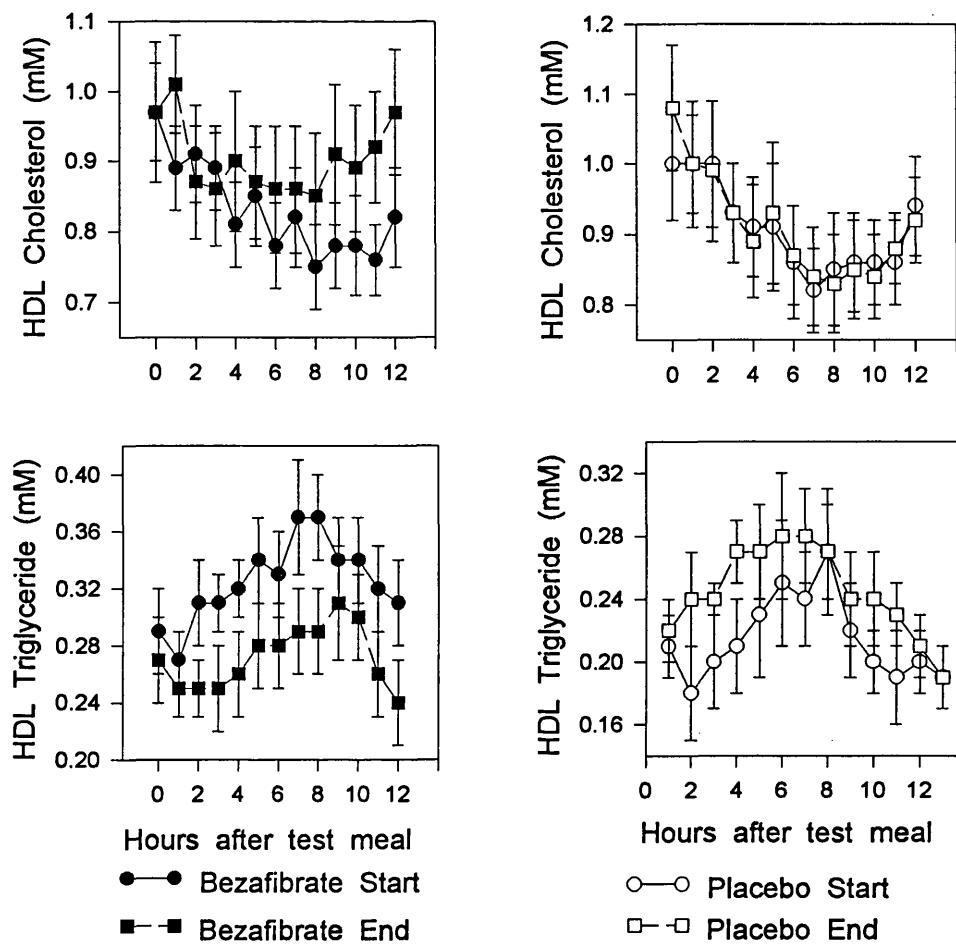 HDL Cholesterol (mM)
1.1
1.0
0.9
0.8
0.7
0 2 4 6 8 10 12
HDL Cholesterol (mM)
1.2
1.1
1.0
0.9
0.8
0 2 4 6 8 10 12
HDL Triglyceride (mM)
0.40
0.36
0.32
0.28
0.24
0.20
0 2 4 6 8 10 12
Hours after test meal
Bezafibrate Start
Bezafibrate End
HDL Triglyceride (mM)
0.32
0.28
0.24
0.20
0.16
0 2 4 6 8 10 12
Hours after test meal
Placebo Start
Placebo End